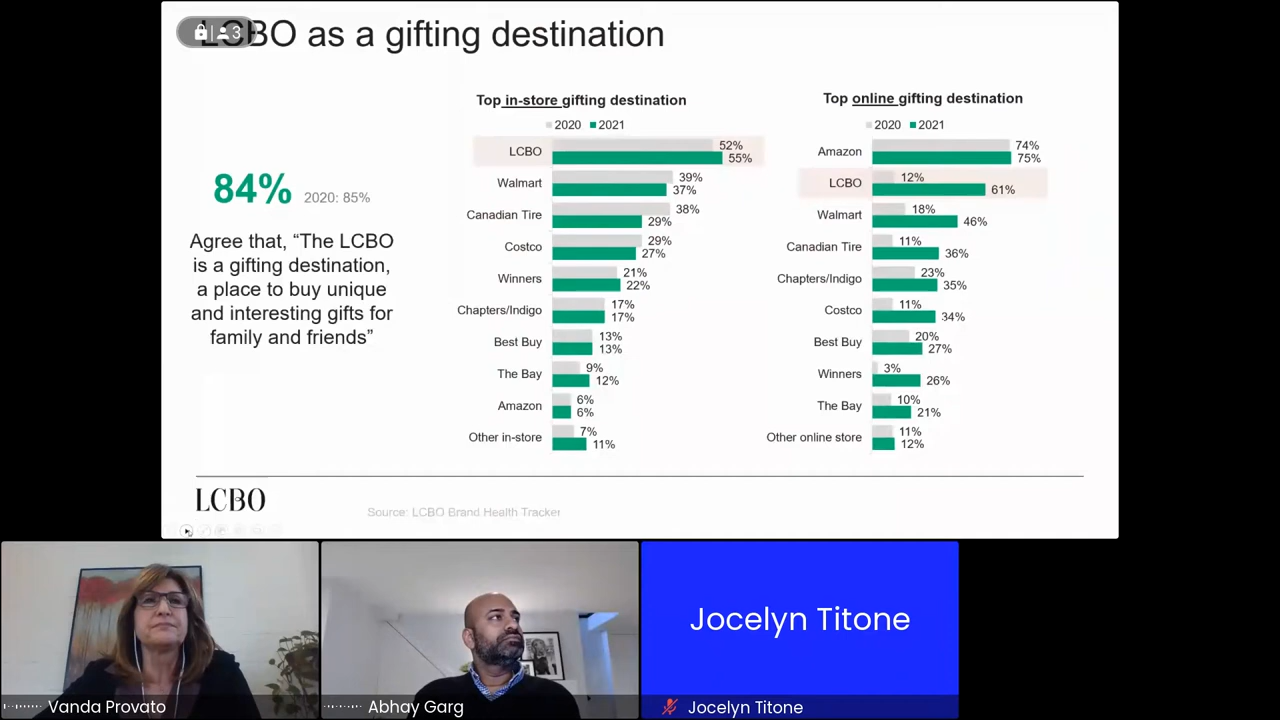 LCBO as a gifting destination
3
84% 2020: 85%
Agree that, “The LCBO
is a gifting destination,
a place to buy unique
and interesting gifts for
family and friends”
Top in-store gifting destination
2020 2021
LCBO 52% 55%
Walmart 39% 37%
Canadian Tire 38% 29%
Costco 29% 27%
Winners 21% 22%
Chapters/Indigo 17% 17%
Best Buy 13% 13%
The Bay 9% 12%
Amazon 6% 6%
Other in-store 7% 11%
Top online gifting destination
2020 2021
Amazon 74% 75%
LCBO 12% 61%
Walmart 18% 46%
Canadian Tire 11% 36%
Chapters/Indigo 23% 35%
Costco 11% 34%
Best Buy 20% 27%
Winners 3% 26%
The Bay 10% 21%
Other online store 11% 12%
LCBO
Source: LCBO Brand Health Tracker
Vanda Provato
Abhay Garg
Jocelyn Titone
Jocelyn Titone